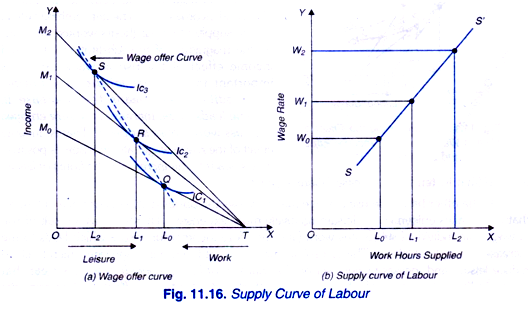 Y
M2
Wage offer Curve
S
Ic3
M1
R
Ic2
M0
Q
IC1
Income
O
L2
L1
L0
T
X
Leisure
Work
(a) Wage offer curve
Y
S'
W2
W1
W0
S
Wage Rate
O
L0
L1
L2
X
Work Hours Supplied
(b) Supply curve of Labour
Fig. 11.16. Supply Curve of Labour